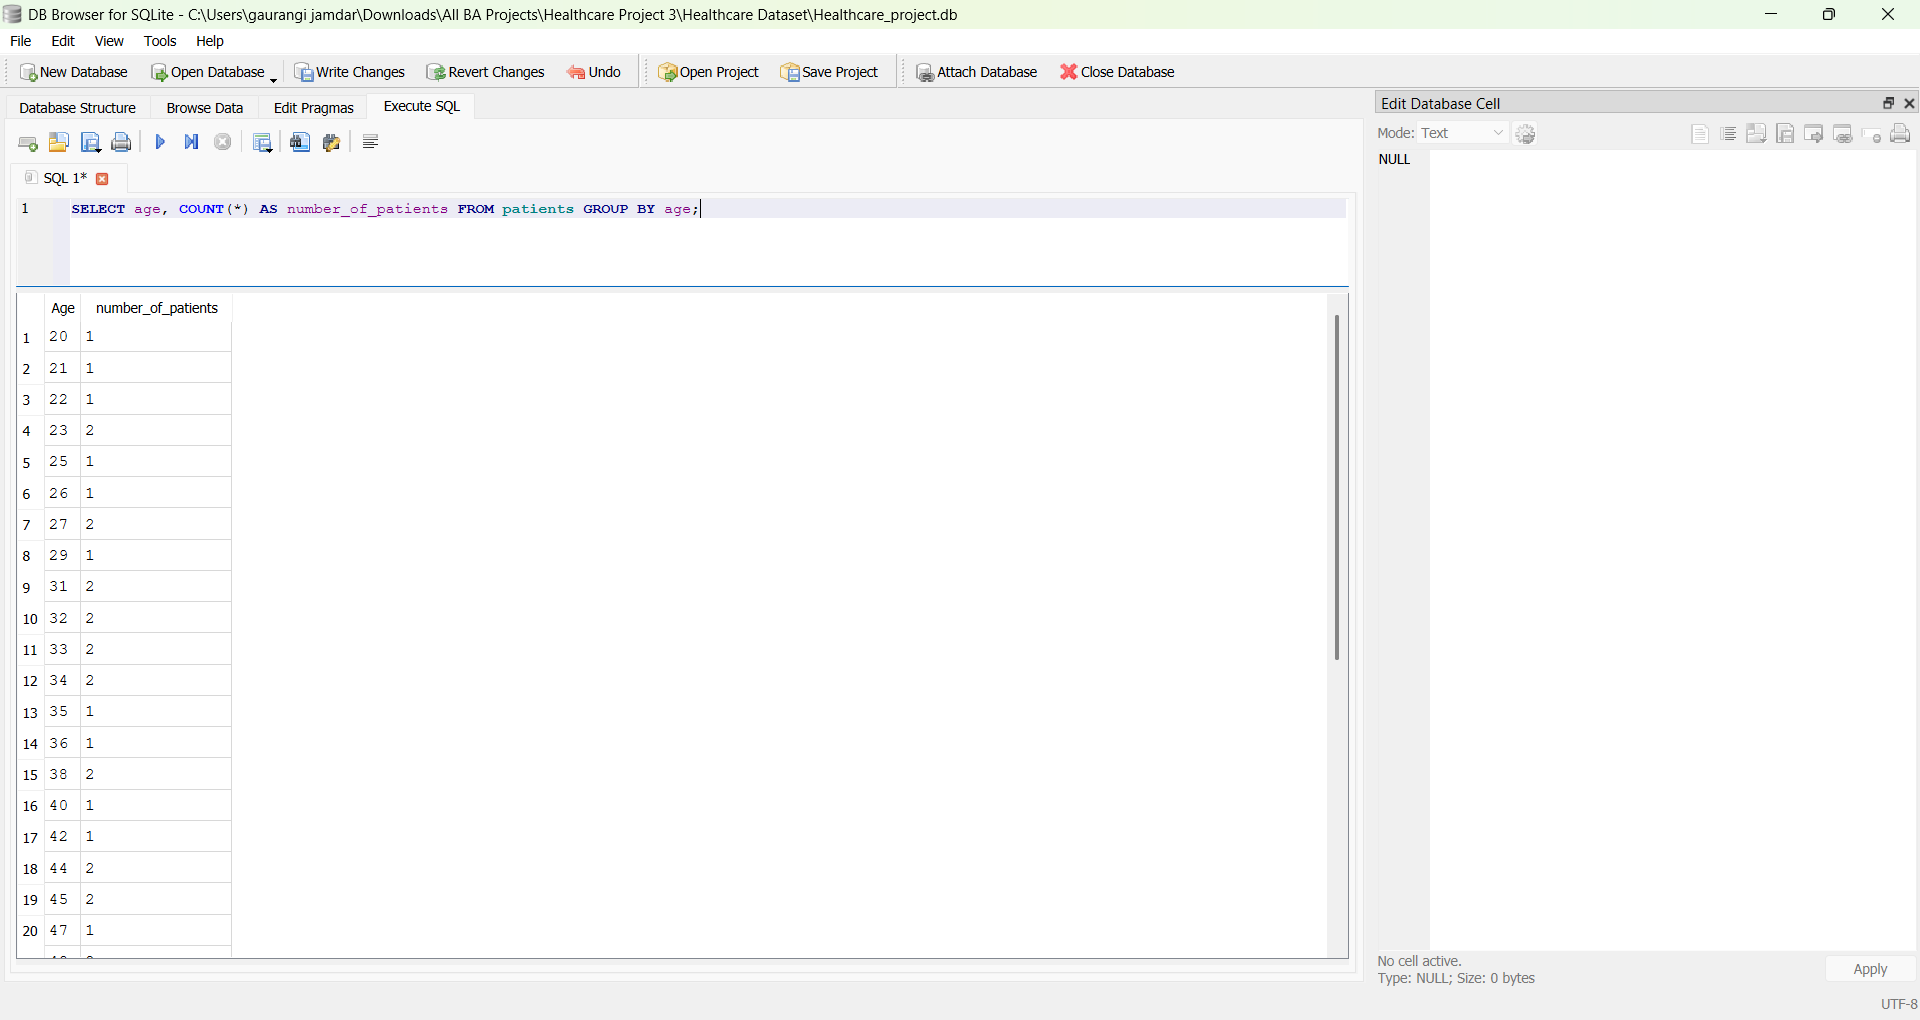 DB Browser for SQLite - C:\Users\gaurangi jamdar\Downloads\All BA Projects\Healthcare Project 3\Healthcare Dataset\Healthcare_project.db
File Edit View Tools Help
New Database Open Database Write Changes Revert Changes Undo Open Project Save Project Attach Database Close Database
Database Structure Browse Data Edit Pragmas Execute SQL
SQL 1*
1 SELECT age, COUNT(*) AS number_of_patients FROM patients GROUP BY age;
Age number_of_patients
1 20 1
2 21 1
3 22 1
4 23 2
5 25 1
6 26 1
7 27 2
8 29 1
9 31 2
10 32 2
11 33 2
12 34 2
13 35 1
14 36 1
15 38 2
16 40 1
17 42 1
18 44 2
19 45 2
20 47 1
Edit Database Cell
Mode: Text
NULL
No cell active.
Type: NULL; Size: 0 bytes
Apply
UTF-8